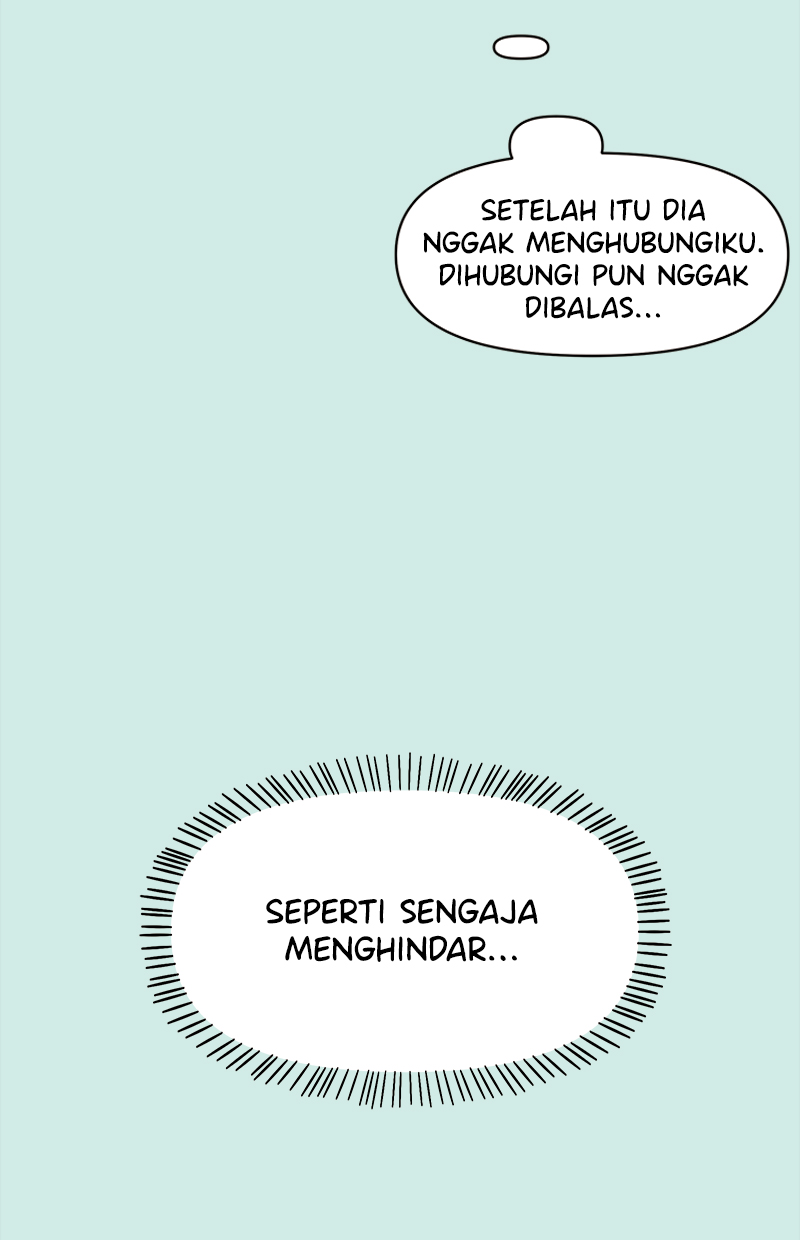 SETELAH ITU DIA
NGGAK MENGHUBUNGIKU.
DIHUBUNGI PUN NGGAK
DIBALAS...
SEPERTI SENGAJA
MENGHINDAR...